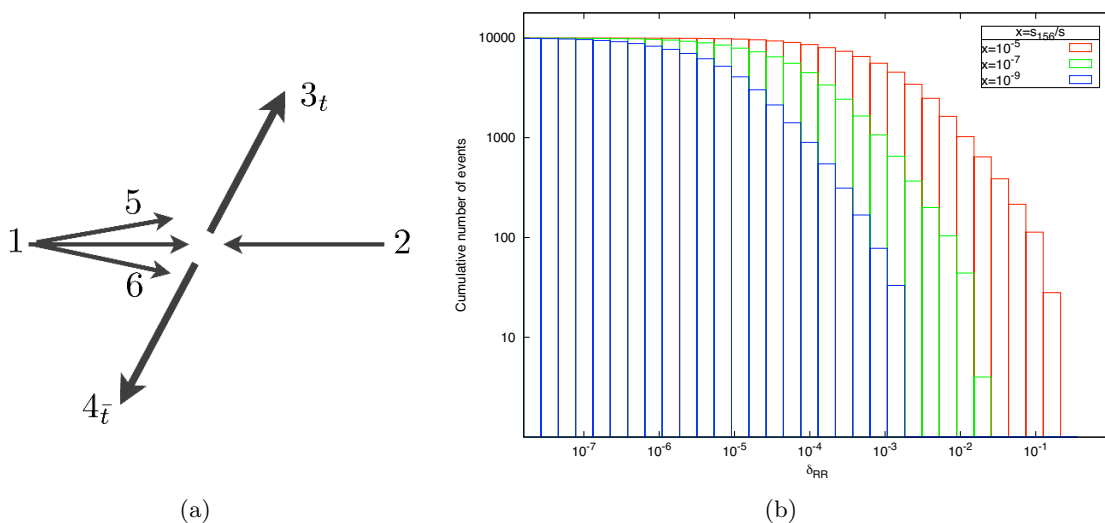 3t
5
1
2
6
4t̄
(a)
Cumulative number of events
10000
1000
100
10
x=s156/s
x=10-5
x=10-7
x=10-9
10-7
10-6
10-5
10-4
10-3
10-2
10-1
δRR
(b)